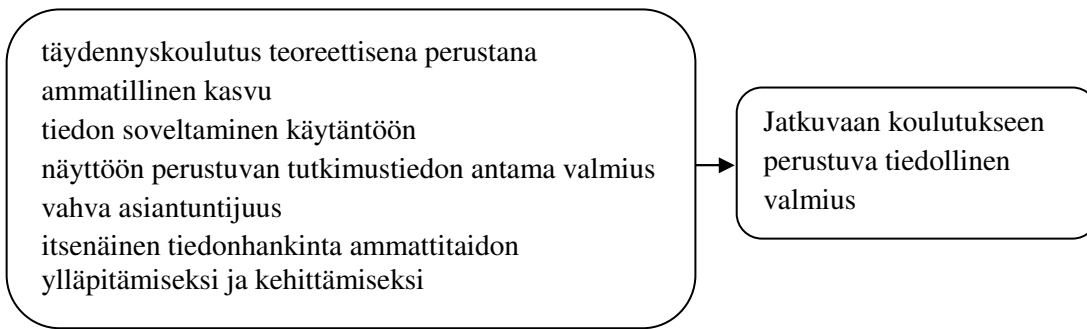 täydennyskoulutus teoreettisena perustana
ammatillinen kasvu
tiedon soveltaminen käytäntöön
näyttöön perustuvan tutkimustiedon antama valmius
vahva asiantuntijuus
itsenäinen tiedonhankinta ammattitaidon
ylläpitämiseksi ja kehittämiseksi
Jatkuvaan koulutukseen
perustuva tiedollinen
valmius